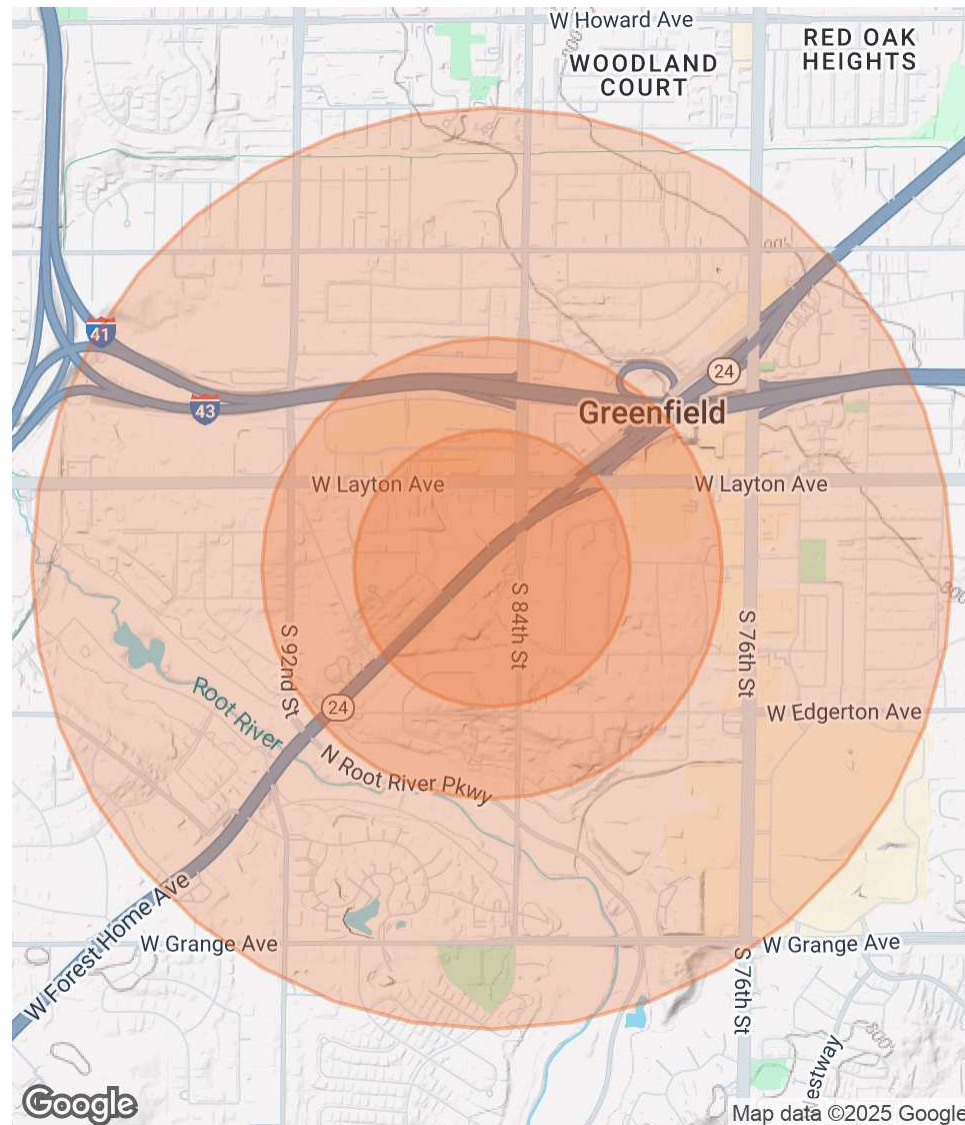 W Howard Ave
WOODLAND
COURT
RED OAK
HEIGHTS
41
24
43
Greenfield
W Layton Ave
W Layton Ave
S 84th St
S 92nd St
S 76th St
24
Root River
W Edgerton Ave
N Root River Pkwy
W Forest Home Ave
W Grange Ave
W Grange Ave
S 76th St
estway
Google
Map data ©2025 Google